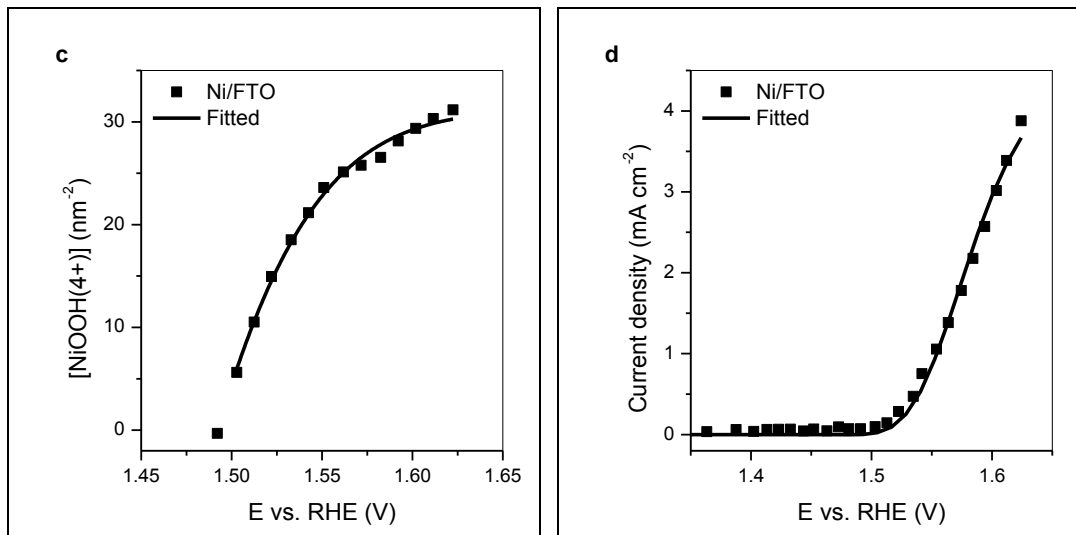 c
Ni/FTO
Fitted
30
20
10
0
1.45
1.50
1.55
1.60
1.65
[NiOOH(4+)] (nm-2)
E vs. RHE (V)
d
Ni/FTO
Fitted
4
3
2
1
0
1.4
1.5
1.6
Current density (mA cm-2)
E vs. RHE (V)